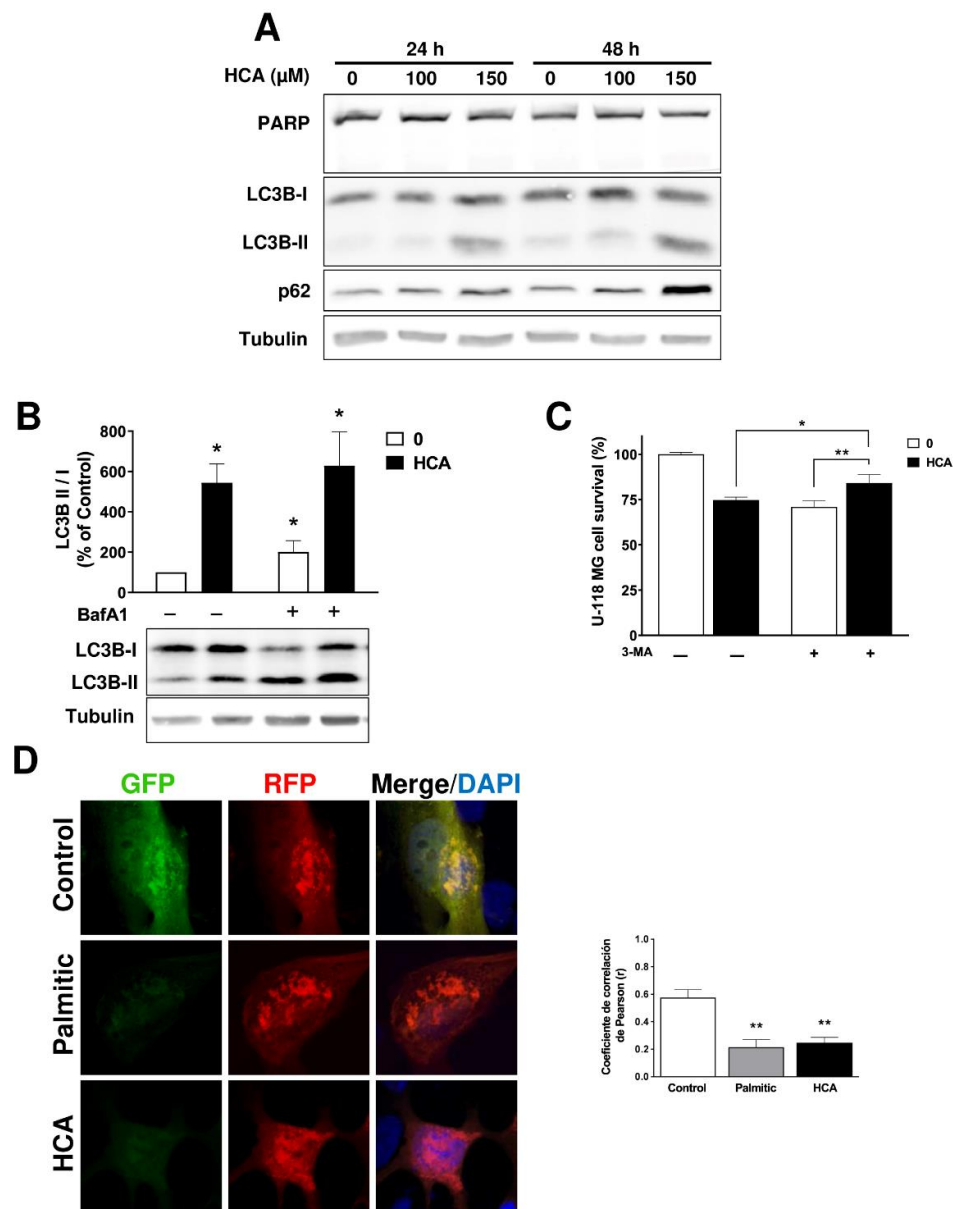 A
24 h 48 h
HCA (µM) 0 100 150 0 100 150
PARP
LC3B-I
LC3B-II
p62
Tubulin
B
LC3B II / I
(% of Control)
800
600
400
200
0
* * *
0
HCA
BafA1 – – + +
LC3B-I
LC3B-II
Tubulin
C
U-118 MG cell survival (%)
100
75
50
25
0
*
**
0
HCA
3-MA — — + +
D
GFP RFP Merge/DAPI
Control
Palmitic
HCA
Coeficiente de correlación
de Pearson (r)
1.0
0.8
0.6
0.4
0.2
0.0
** **
Control Palmitic HCA